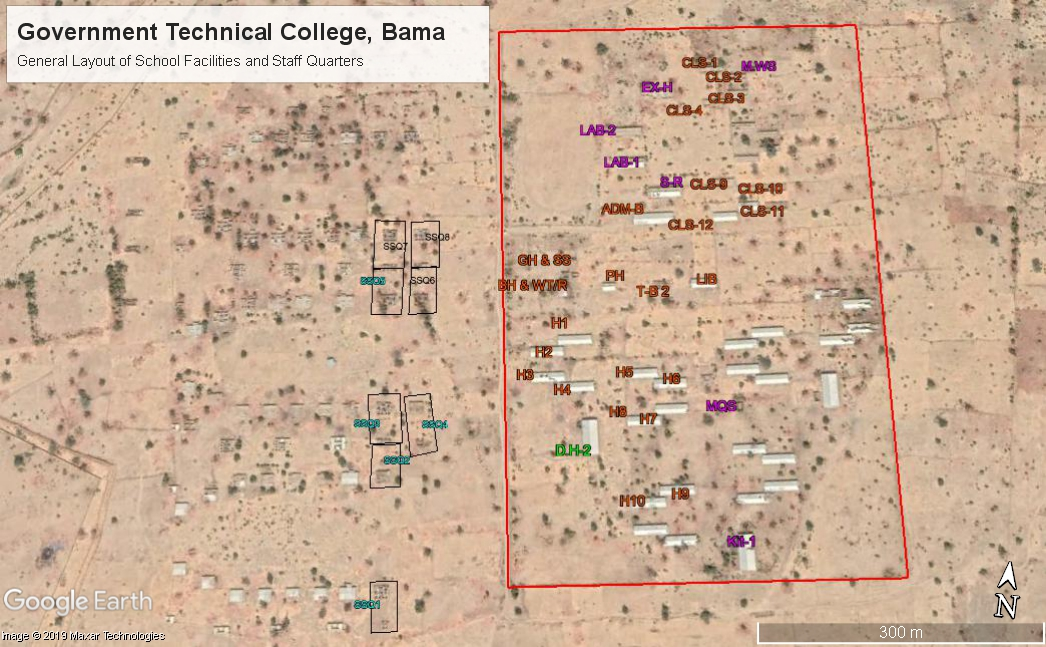 Government Technical College, Bama
General Layout of School Facilities and Staff Quarters
CLS-1
M.WS
CLS-2
EX-H
CLS-3
CLS-4
LAB-2
LAB-1
S-R
CLS-9
CLS-10
ADM-B
CLS-11
CLS-12
SSQ8
SSQ7
GH & SS
PH
LIB
SSQ5
SSQ6
BH & WT/R
T-B 2
H1
H2
H5
H3
H6
H4
MQS
H8
H7
SSQ3
SSQ4
D.H-2
SSQ2
H9
H10
Kit-1
Google Earth
N
SSQ1
300 m
mage © 2019 Maxar Technologies